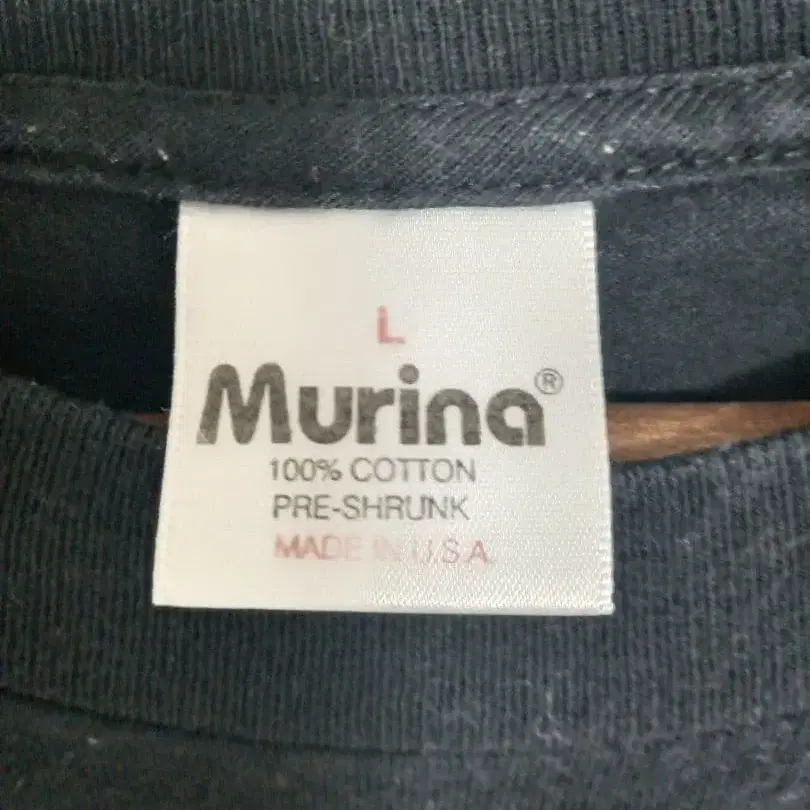 L
Murina®
100% COTTON
PRE-SHRUNK
MADE IN U.S.A.